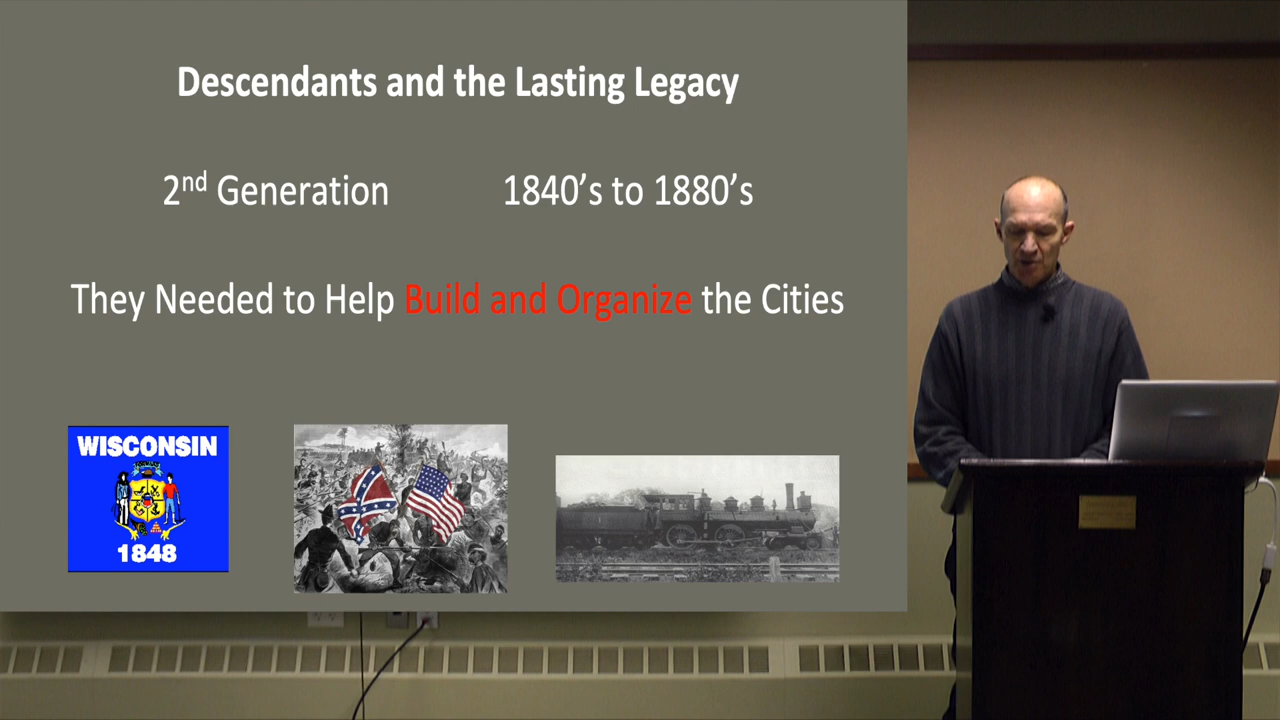 Descendants and the Lasting Legacy
2nd Generation 1840’s to 1880’s
They Needed to Help Build and Organize the Cities
WISCONSIN
1848